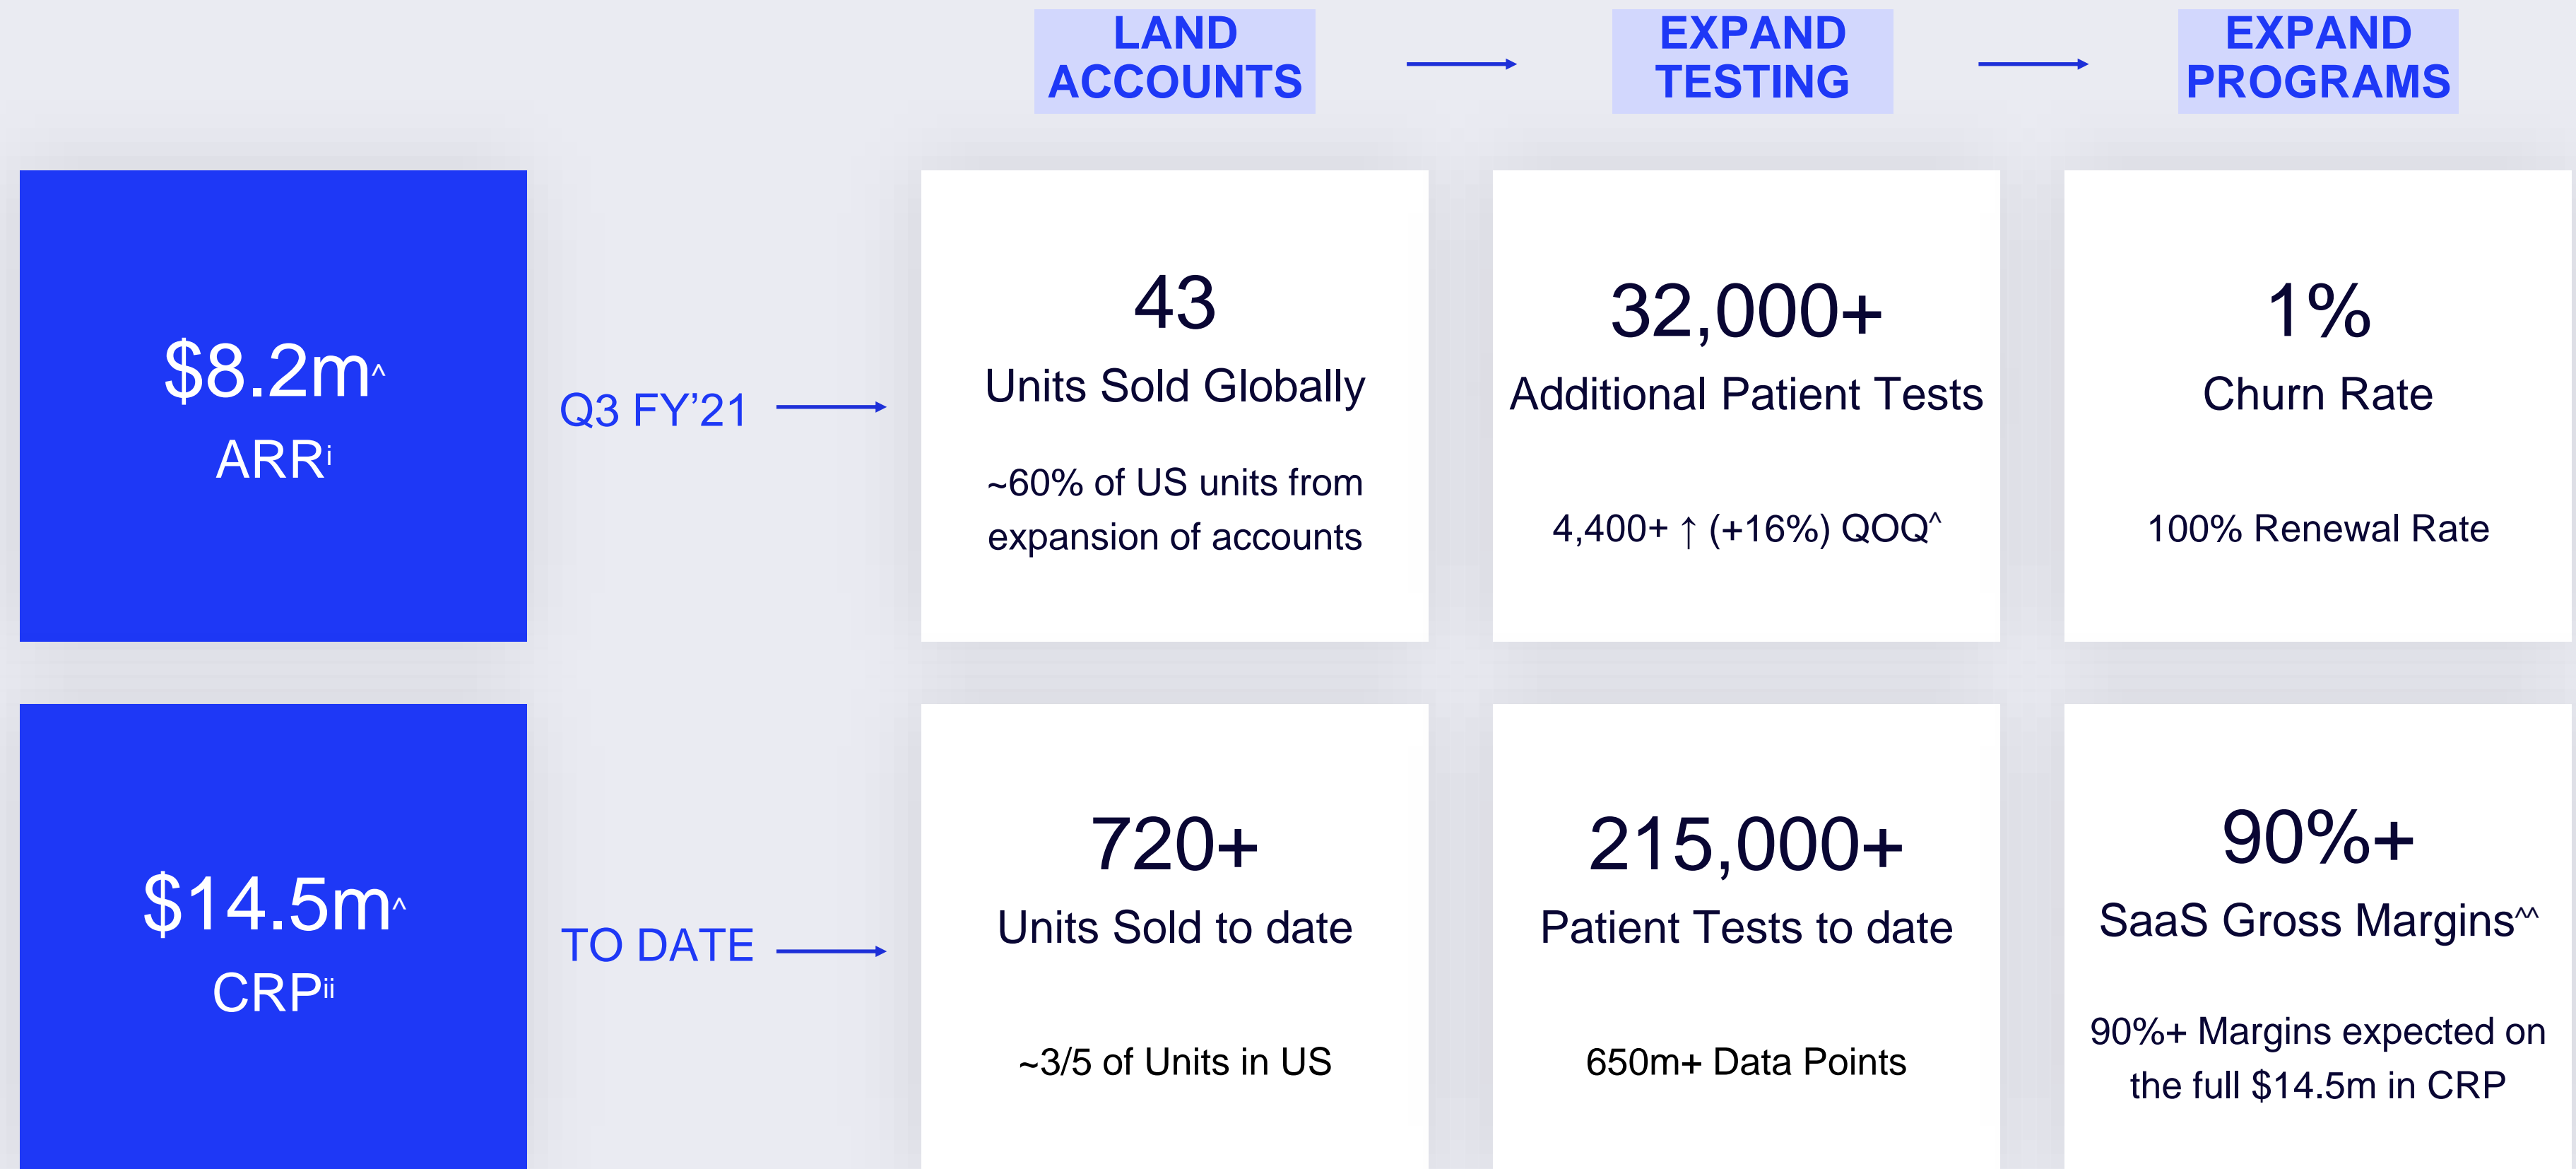 LAND
ACCOUNTS
EXPAND
TESTING
EXPAND
PROGRAMS
$8.2m^
ARRi
Q3 FY’21
43
Units Sold Globally
~60% of US units from
expansion of accounts
32,000+
Additional Patient Tests
4,400+ ↑ (+16%) QOQ^
1%
Churn Rate
100% Renewal Rate
$14.5m^
CRPii
TO DATE
720+
Units Sold to date
~3/5 of Units in US
215,000+
Patient Tests to date
650m+ Data Points
90%+
SaaS Gross Margins^^
90%+ Margins expected on
the full $14.5m in CRP